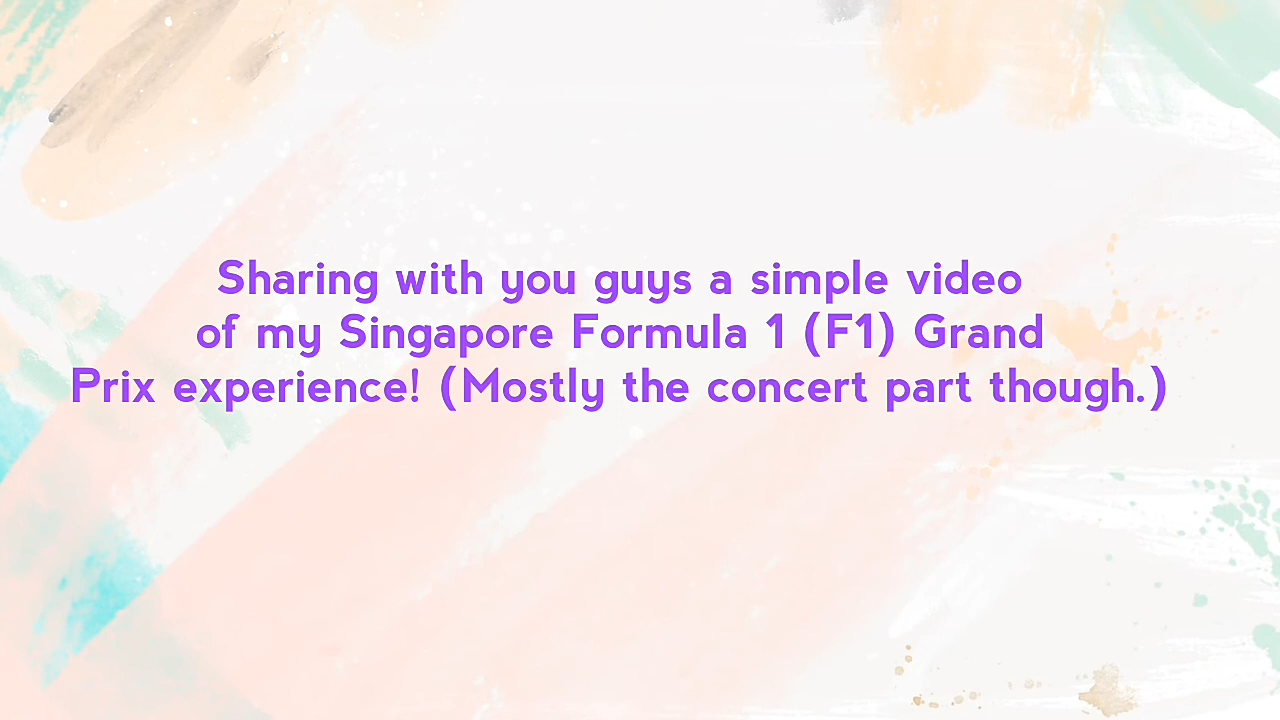 Sharing with you guys a simple video
of my Singapore Formula 1 (F1) Grand
Prix experience! (Mostly the concert part though.)